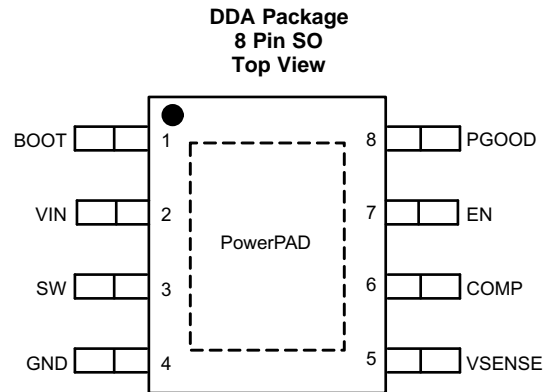 DDA Package
8 Pin SO
Top View
BOOT 1 8 PGOOD
VIN 2 7 EN
PowerPAD
SW 3 6 COMP
GND 4 5 VSENSE